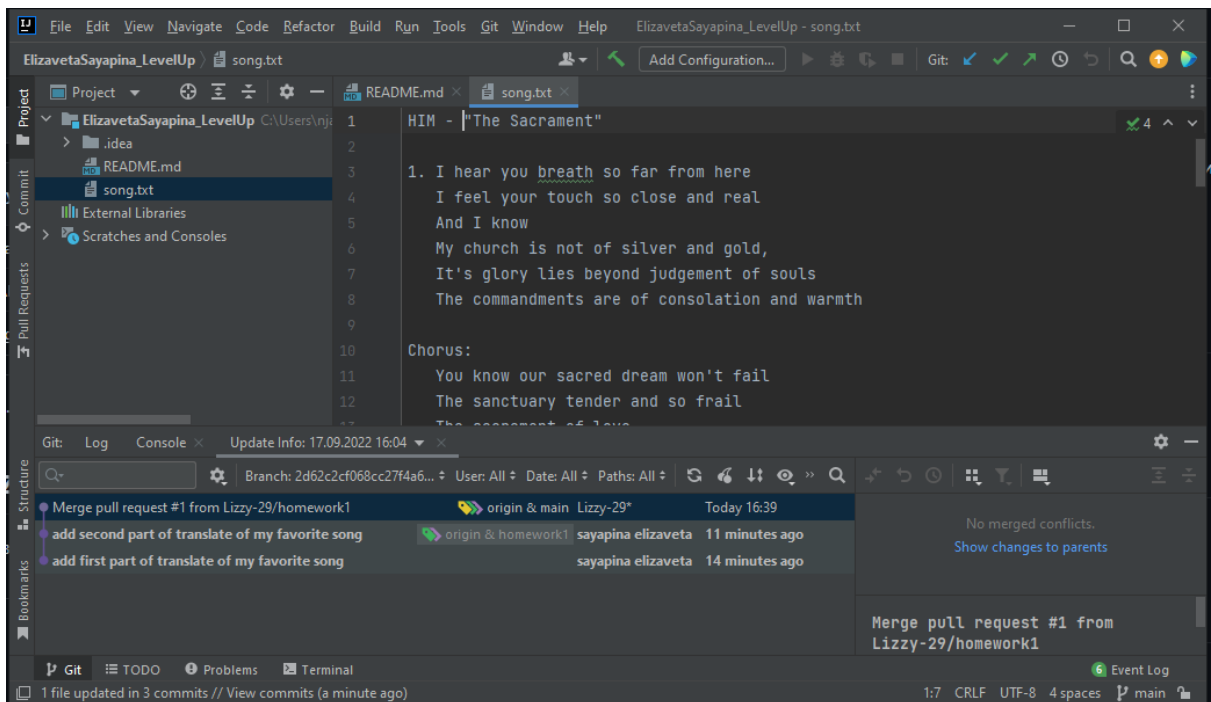 File Edit View Navigate Code Refactor Build Run Tools Git Window Help ElizavetaSayapina_LevelUp - song.txt
ElizavetaSayapina_LevelUp song.txt Add Configuration... Git:
Project README.md song.txt
Project
ElizavetaSayapina_LevelUp C:\Users\nja
.idea
README.md
song.txt
External Libraries
Scratches and Consoles
Commit
Pull Requests
4
1 HIM - "The Sacrament"
2
3 1. I hear you breath so far from here
4 I feel your touch so close and real
5 And I know
6 My church is not of silver and gold,
7 It's glory lies beyond judgement of souls
8 The commandments are of consolation and warmth
9
10 Chorus:
11 You know our sacred dream won't fail
12 The sanctuary tender and so frail
The sacrament of love
Git: Log Console Update Info: 17.09.2022 16:04
Branch: 2d62c2cf068cc27f4a6... User: All Date: All Paths: All
Structure
Bookmarks
Merge pull request #1 from Lizzy-29/homework1 origin & main Lizzy-29* Today 16:39
add second part of translate of my favorite song origin & homework1 sayapina elizaveta 11 minutes ago
add first part of translate of my favorite song sayapina elizaveta 14 minutes ago
No merged conflicts.
Show changes to parents
Merge pull request #1 from
Lizzy-29/homework1
Git TODO Problems Terminal 6 Event Log
1 file updated in 3 commits // View commits (a minute ago) 1:7 CRLF UTF-8 4 spaces main